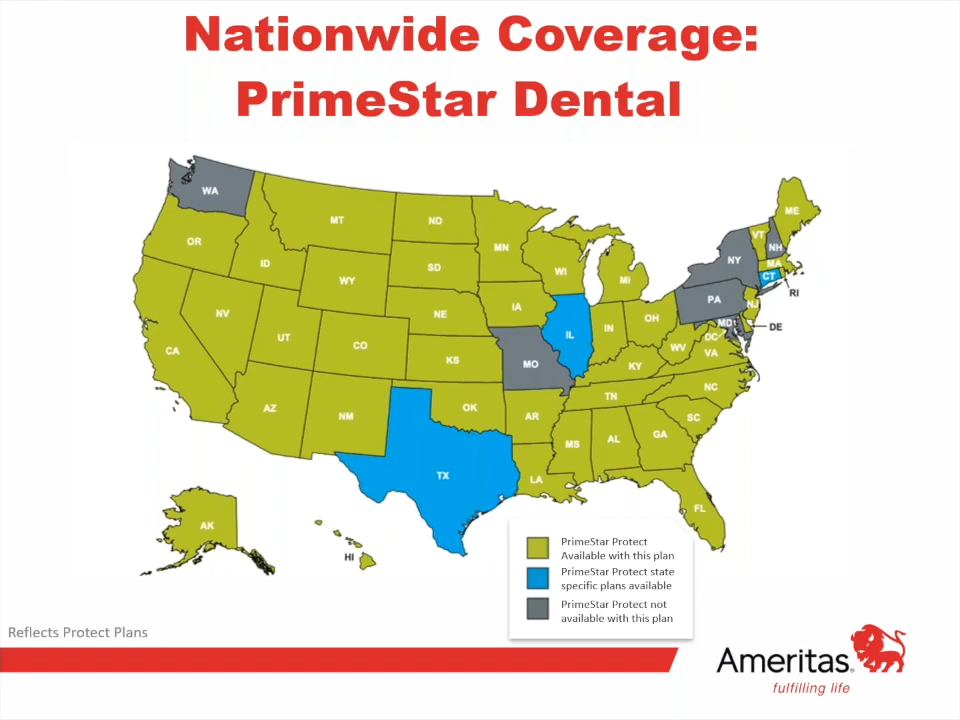 Nationwide Coverage:
PrimeStar Dental
WA
MT
ND
MN
ME
VT
NH
OR
ID
SD
WI
NY
MA
WY
MI
CT
RI
NV
NE
IA
PA
NJ
UT
CO
IL
IN
OH
MD
DE
CA
KS
MO
WV
DC
VA
KY
AZ
NM
OK
AR
TN
NC
SC
MS
AL
GA
TX
LA
FL
AK
HI
PrimeStar Protect
Available with this plan
PrimeStar Protect state
specific plans available
PrimeStar Protect not
available with this plan
Reflects Protect Plans
Ameritas®
fulfilling life